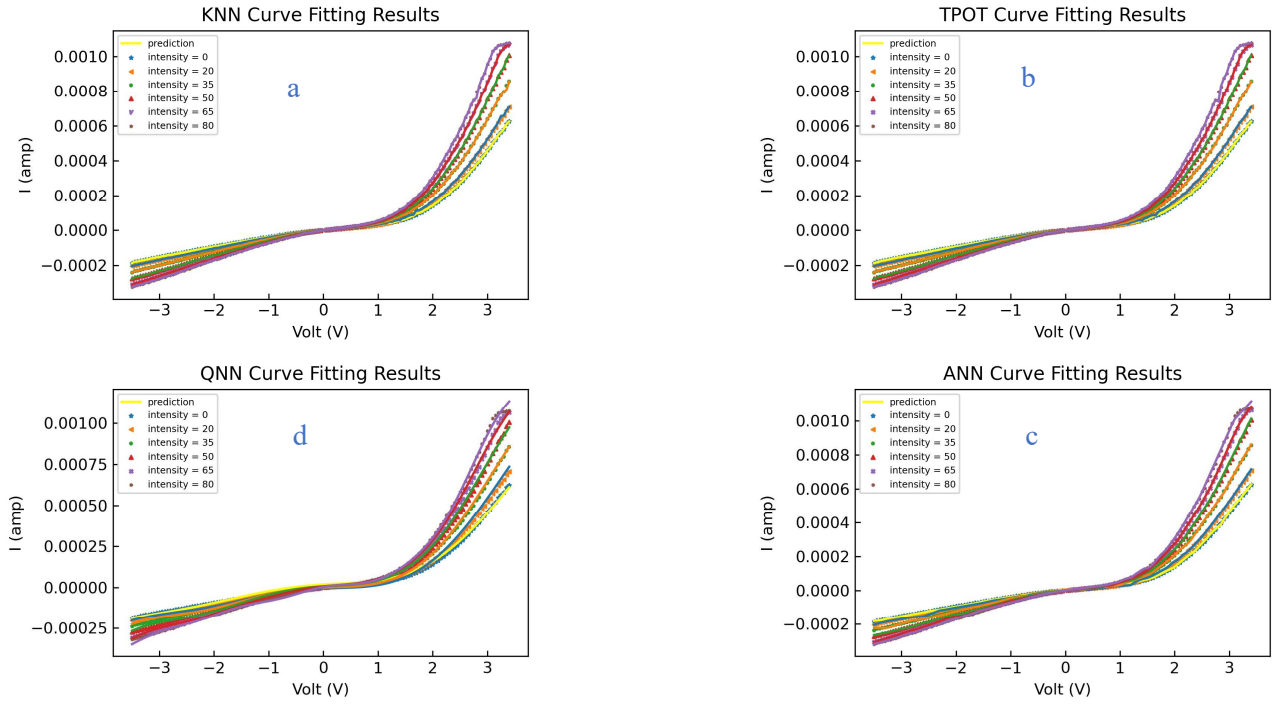 KNN Curve Fitting Results
I (amp)
0.0010
0.0008
0.0006
0.0004
0.0002
0.0000
−0.0002
prediction
intensity = 0
intensity = 20
intensity = 35
intensity = 50
intensity = 65
intensity = 80
a
−3 −2 −1 0 1 2 3
Volt (V)
TPOT Curve Fitting Results
I (amp)
0.0010
0.0008
0.0006
0.0004
0.0002
0.0000
−0.0002
prediction
intensity = 0
intensity = 20
intensity = 35
intensity = 50
intensity = 65
intensity = 80
b
−3 −2 −1 0 1 2 3
Volt (V)
QNN Curve Fitting Results
I (amp)
0.00100
0.00075
0.00050
0.00025
0.00000
−0.00025
prediction
intensity = 0
intensity = 20
intensity = 35
intensity = 50
intensity = 65
intensity = 80
d
−3 −2 −1 0 1 2 3
Volt (V)
ANN Curve Fitting Results
I (amp)
0.0010
0.0008
0.0006
0.0004
0.0002
0.0000
−0.0002
prediction
intensity = 0
intensity = 20
intensity = 35
intensity = 50
intensity = 65
intensity = 80
c
−3 −2 −1 0 1 2 3
Volt (V)